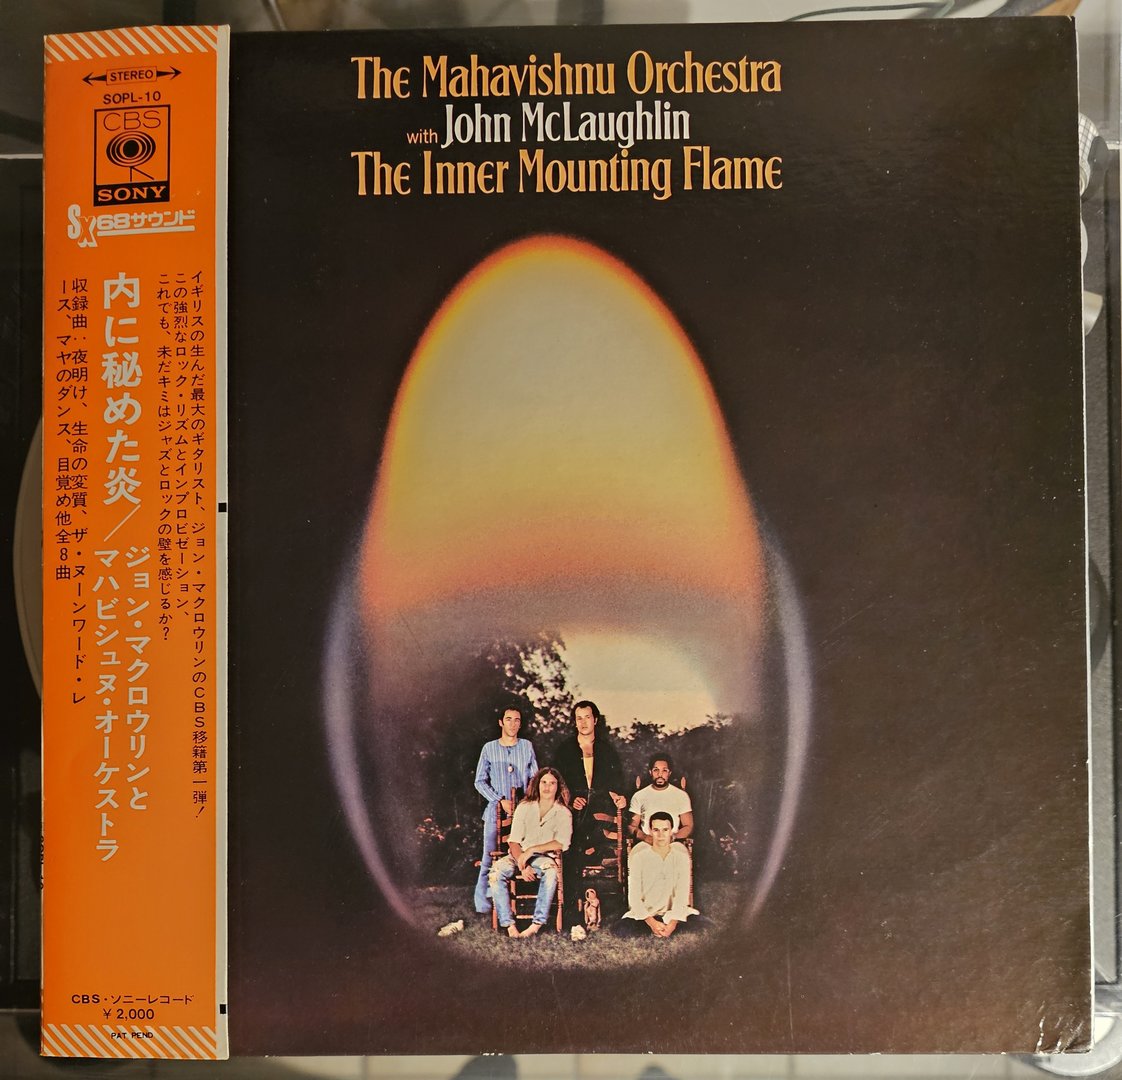 STEREO
SOPL-10
CBS
SONY
SX68サウンド
イギリスの生んだ最大のギタリスト、ジョン・マクロウリンのCBS移籍第一弾!
この強烈なロック・リズムとインプロビゼーション、
これでも、未だキミはジャズとロックの壁を感じるか?
内に秘めた炎/ジョン・マクロウリンと
マハビシュヌ・オーケストラ
収録曲:夜明け、生命の変質、ザ・ヌーンワード・レ
ース、マヤのダンス、目覚め他全8曲
CBS・ソニーレコード
¥2,000
PAT PEND
The Mahavishnu Orchestra
with John McLaughlin
The Inner Mounting Flame